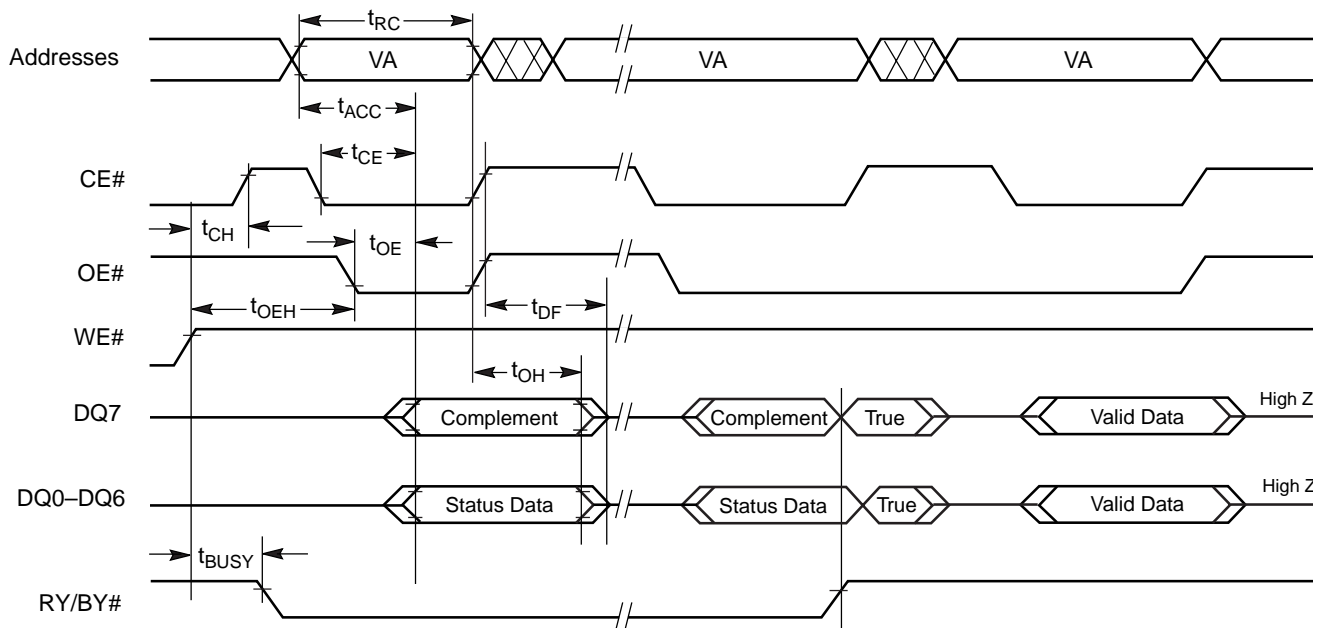 tRC
Addresses VA VA VA
tACC
tCE
CE#
tCH
tOE
OE#
tOEH
tDF
WE#
tOH
DQ7 Complement Complement True Valid Data High Z
DQ0–DQ6 Status Data Status Data True Valid Data High Z
tBUSY
RY/BY#